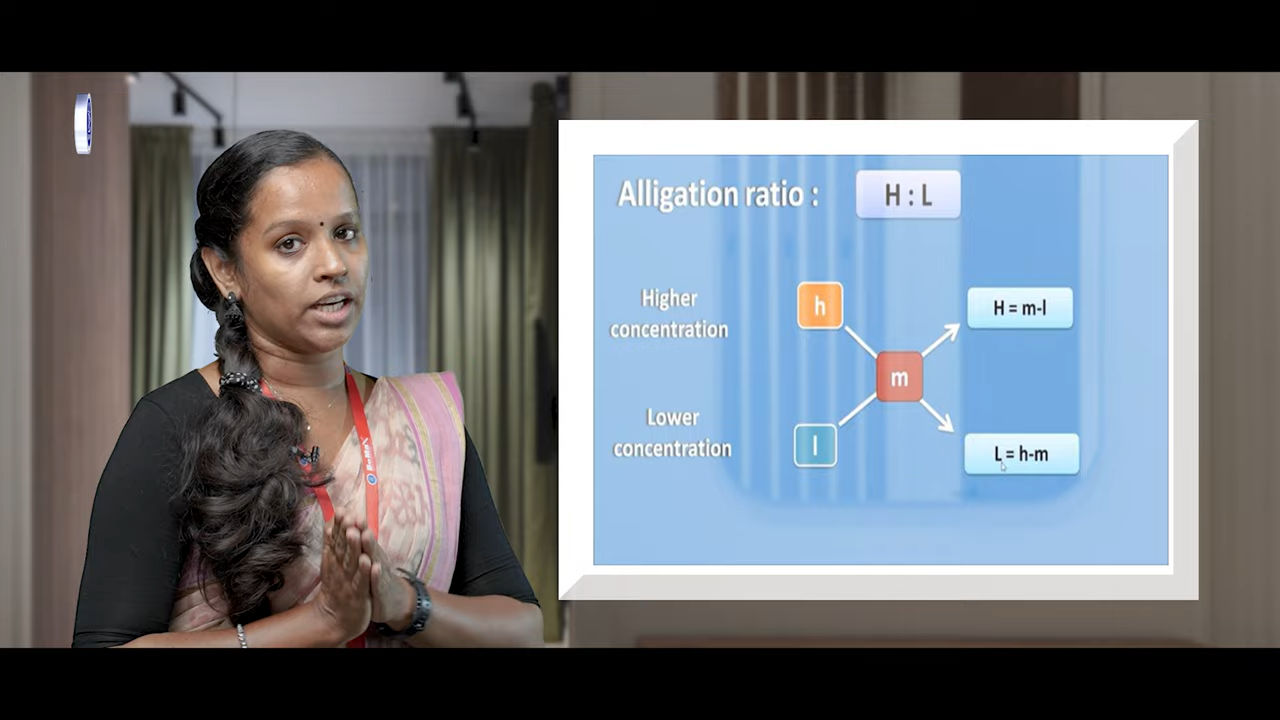 Alligation ratio :
H : L
Higher
concentration
h
H = m-l
m
Lower
concentration
l
L = h-m